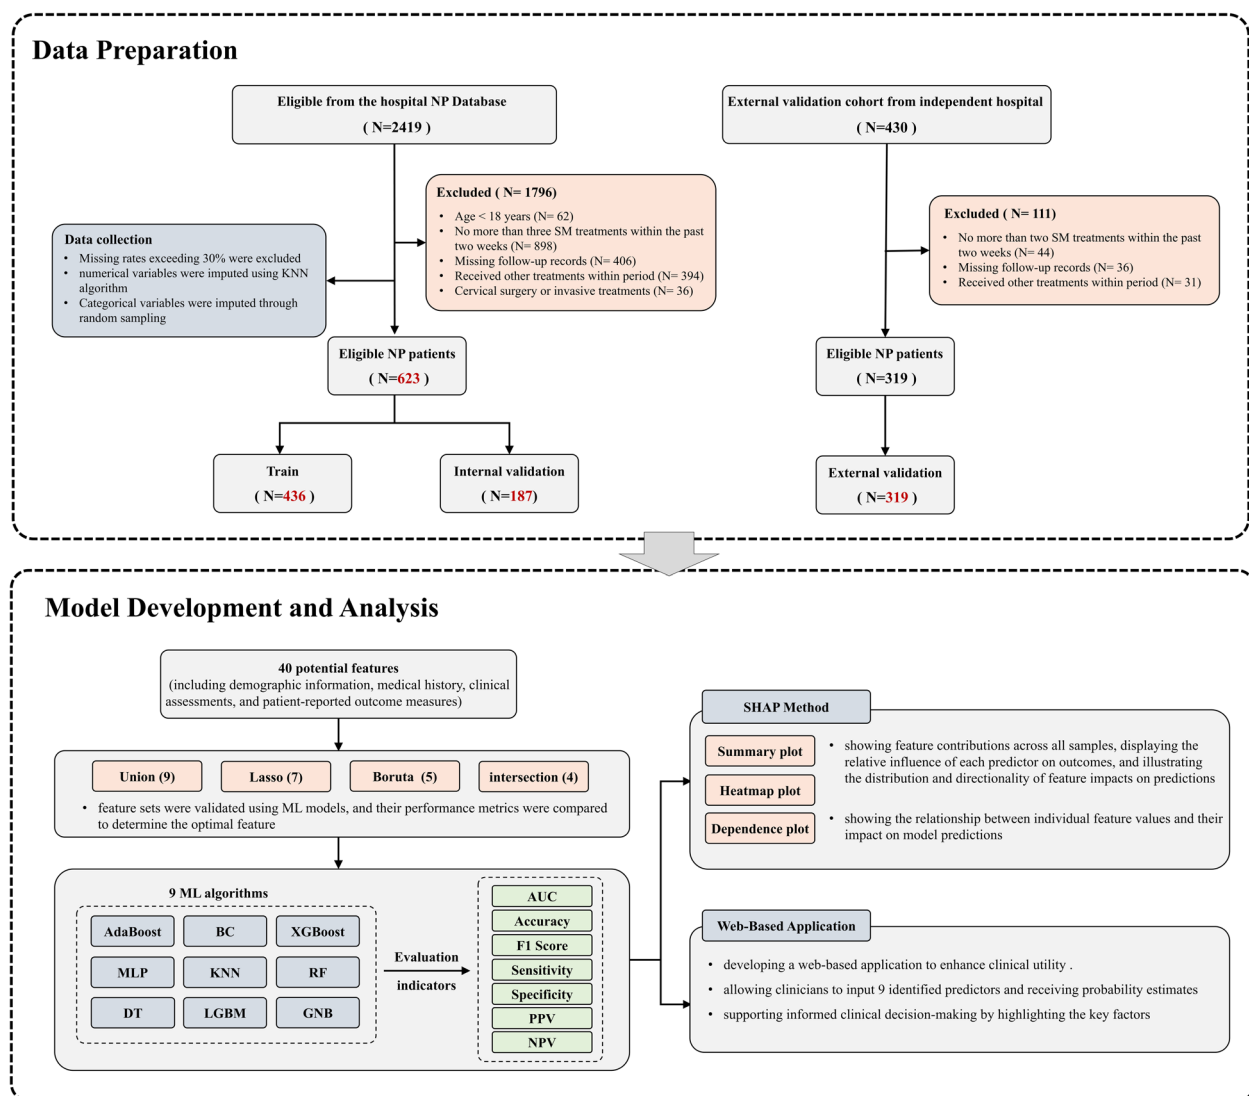 Data Preparation
Eligible from the hospital NP Database
( N=2419 )
External validation cohort from independent hospital
( N=430 )
Excluded ( N= 1796)
• Age < 18 years (N= 62)
• No more than three SM treatments within the past
two weeks (N= 898)
• Missing follow-up records (N= 406)
• Received other treatments within period (N= 394)
• Cervical surgery or invasive treatments (N= 36)
Excluded ( N= 111)
• No more than two SM treatments within the past
two weeks (N= 44)
• Missing follow-up records (N= 36)
• Received other treatments within period (N= 31)
Data collection
• Missing rates exceeding 30% were excluded
• numerical variables were imputed using KNN
algorithm
• Categorical variables were imputed through
random sampling
Eligible NP patients
( N=623 )
Eligible NP patients
( N=319 )
Train
( N=436 )
Internal validation
( N=187)
External validation
( N=319 )
Model Development and Analysis
40 potential features
(including demographic information, medical history, clinical
assessments, and patient-reported outcome measures)
Union (9)
Lasso (7)
Boruta (5)
intersection (4)
• feature sets were validated using ML models, and their performance metrics were compared
to determine the optimal feature
9 ML algorithms
AdaBoost
BC
XGBoost
MLP
KNN
RF
DT
LGBM
GNB
Evaluation
indicators
AUC
Accuracy
F1 Score
Sensitivity
Specificity
PPV
NPV
SHAP Method
Summary plot
Heatmap plot
Dependence plot
• showing feature contributions across all samples, displaying the
relative influence of each predictor on outcomes, and illustrating
the distribution and directionality of feature impacts on predictions
• showing the relationship between individual feature values and their
impact on model predictions
Web-Based Application
• developing a web-based application to enhance clinical utility .
• allowing clinicians to input 9 identified predictors and receiving probability estimates
• supporting informed clinical decision-making by highlighting the key factors